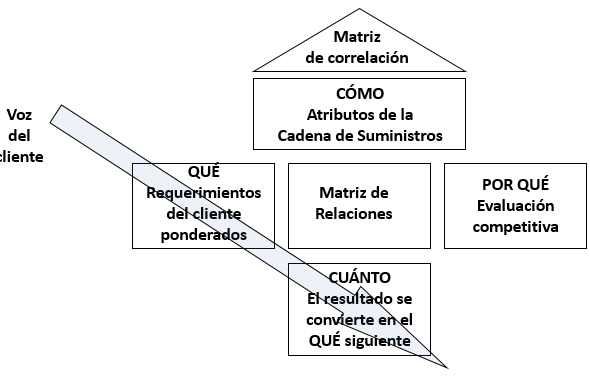 Matriz
de correlación
CÓMO
Atributos de la
Cadena de Suministros
Voz
del
cliente
QUÉ
Requerimientos
del cliente
ponderados
Matriz de
Relaciones
POR QUÉ
Evaluación
competitiva
CUÁNTO
El resultado se
convierte en el
QUÉ siguiente